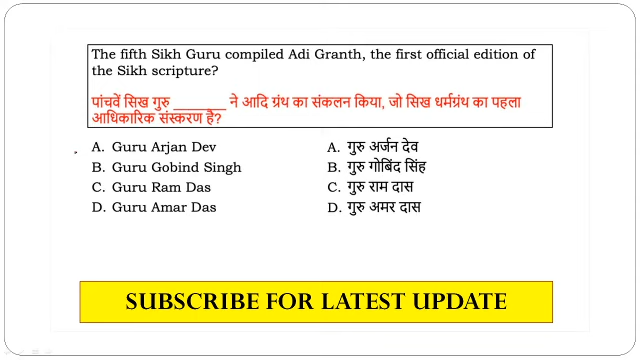 The fifth Sikh Guru compiled Adi Granth, the first official edition of
the Sikh scripture?
पांचवें सिख गुरु _______ ने आदि ग्रंथ का संकलन किया, जो सिख धर्मग्रंथ का पहला
आधिकारिक संस्करण है?
A. Guru Arjan Dev A. गुरु अर्जन देव
B. Guru Gobind Singh B. गुरु गोबिंद सिंह
C. Guru Ram Das C. गुरु राम दास
D. Guru Amar Das D. गुरु अमर दास
SUBSCRIBE FOR LATEST UPDATE